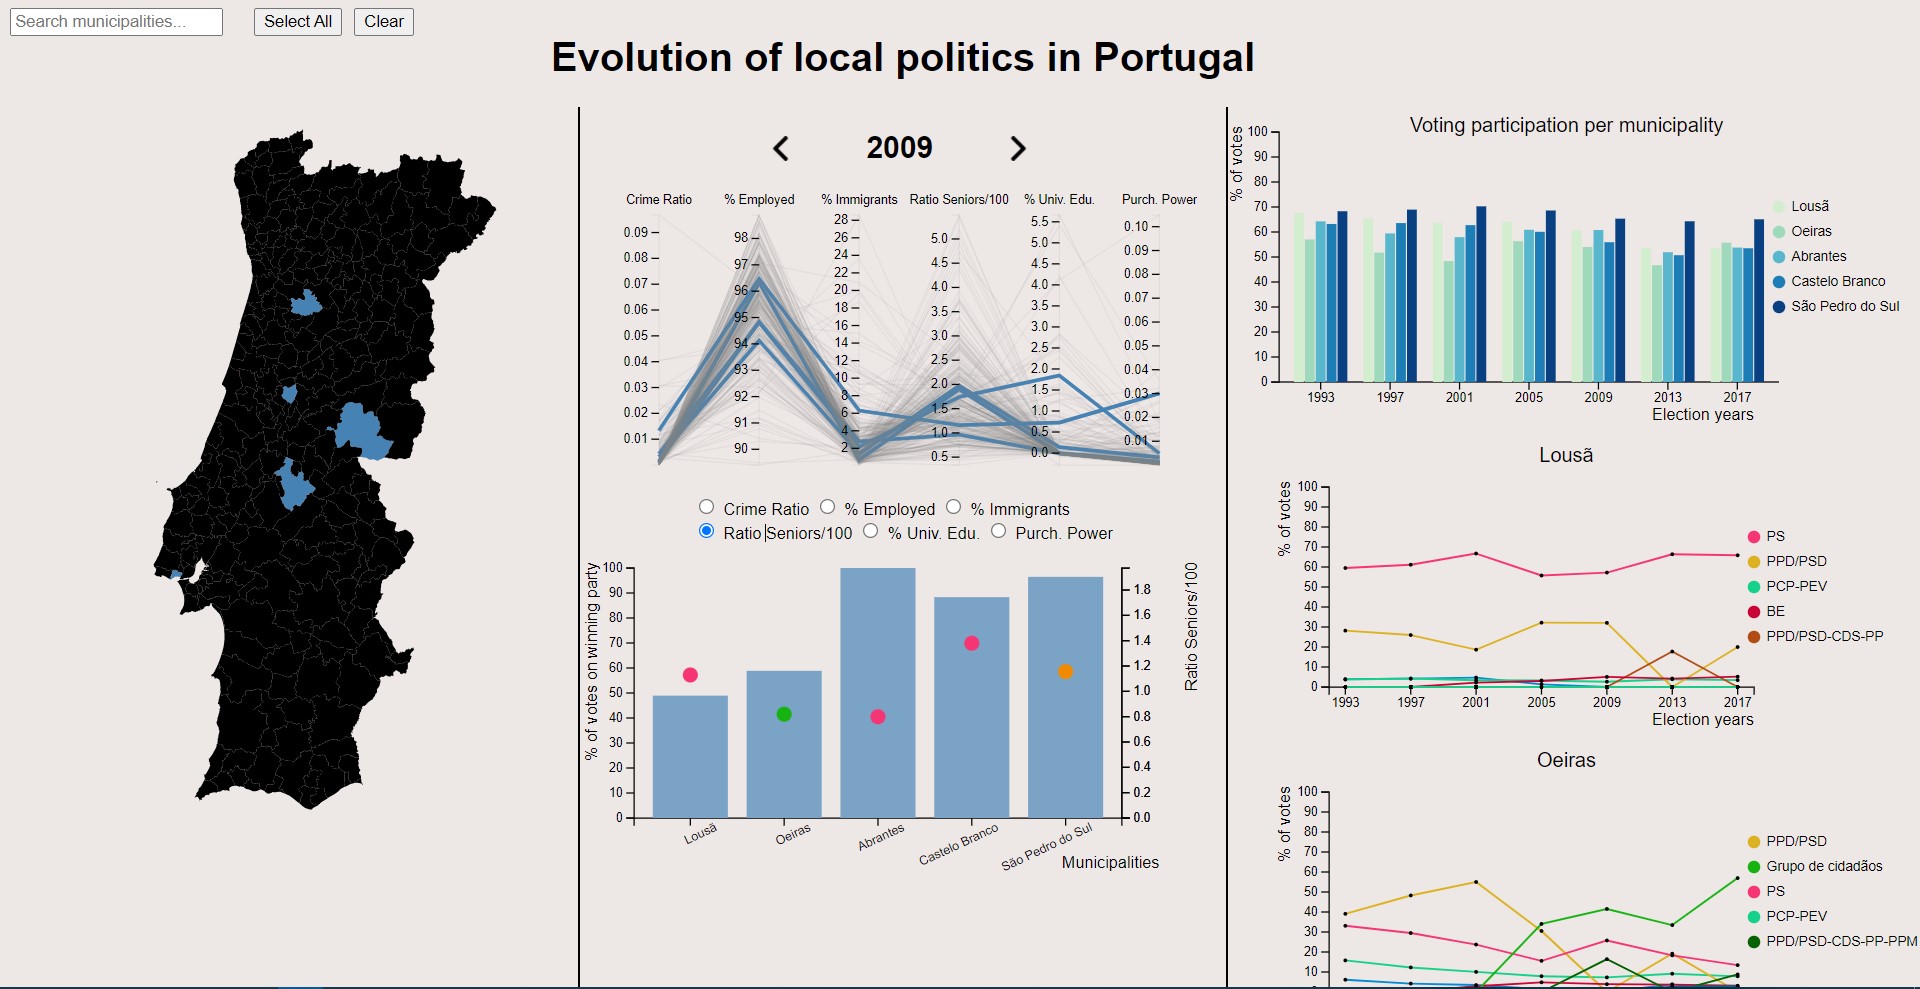 Search municipalities...
Select All
Clear
Evolution of local politics in Portugal
2009
Crime Ratio
% Employed
% Immigrants
Ratio Seniors/100
% Univ. Edu.
Purch. Power
0.09
0.08
0.07
0.06
0.05
0.04
0.03
0.02
0.01
98
97
96
95
94
93
92
91
90
28
26
24
22
20
18
16
14
12
10
8
6
4
2
5.0
4.5
4.0
3.5
3.0
2.5
2.0
1.5
1.0
0.5
5.5
5.0
4.5
4.0
3.5
3.0
2.5
2.0
1.5
1.0
0.5
0.0
0.10
0.09
0.08
0.07
0.06
0.05
0.04
0.03
0.02
0.01
Crime Ratio
% Employed
% Immigrants
Ratio Seniors/100
% Univ. Edu.
Purch. Power
% of votes on winning party
100
90
80
70
60
50
40
30
20
10
0
Ratio Seniors/100
1.8
1.6
1.4
1.2
1.0
0.8
0.6
0.4
0.2
0.0
Lousã
Oeiras
Abrantes
Castelo Branco
São Pedro do Sul
Municipalities
Voting participation per municipality
% of votes
100
90
80
70
60
50
40
30
20
10
0
1993
1997
2001
2005
2009
2013
2017
Election years
Lousã
Oeiras
Abrantes
Castelo Branco
São Pedro do Sul
Lousã
% of votes
100
90
80
70
60
50
40
30
20
10
0
1993
1997
2001
2005
2009
2013
2017
Election years
PS
PPD/PSD
PCP-PEV
BE
PPD/PSD-CDS-PP
Oeiras
% of votes
100
90
80
70
60
50
40
30
20
10
PPD/PSD
Grupo de cidadãos
PS
PCP-PEV
PPD/PSD-CDS-PP-PPM